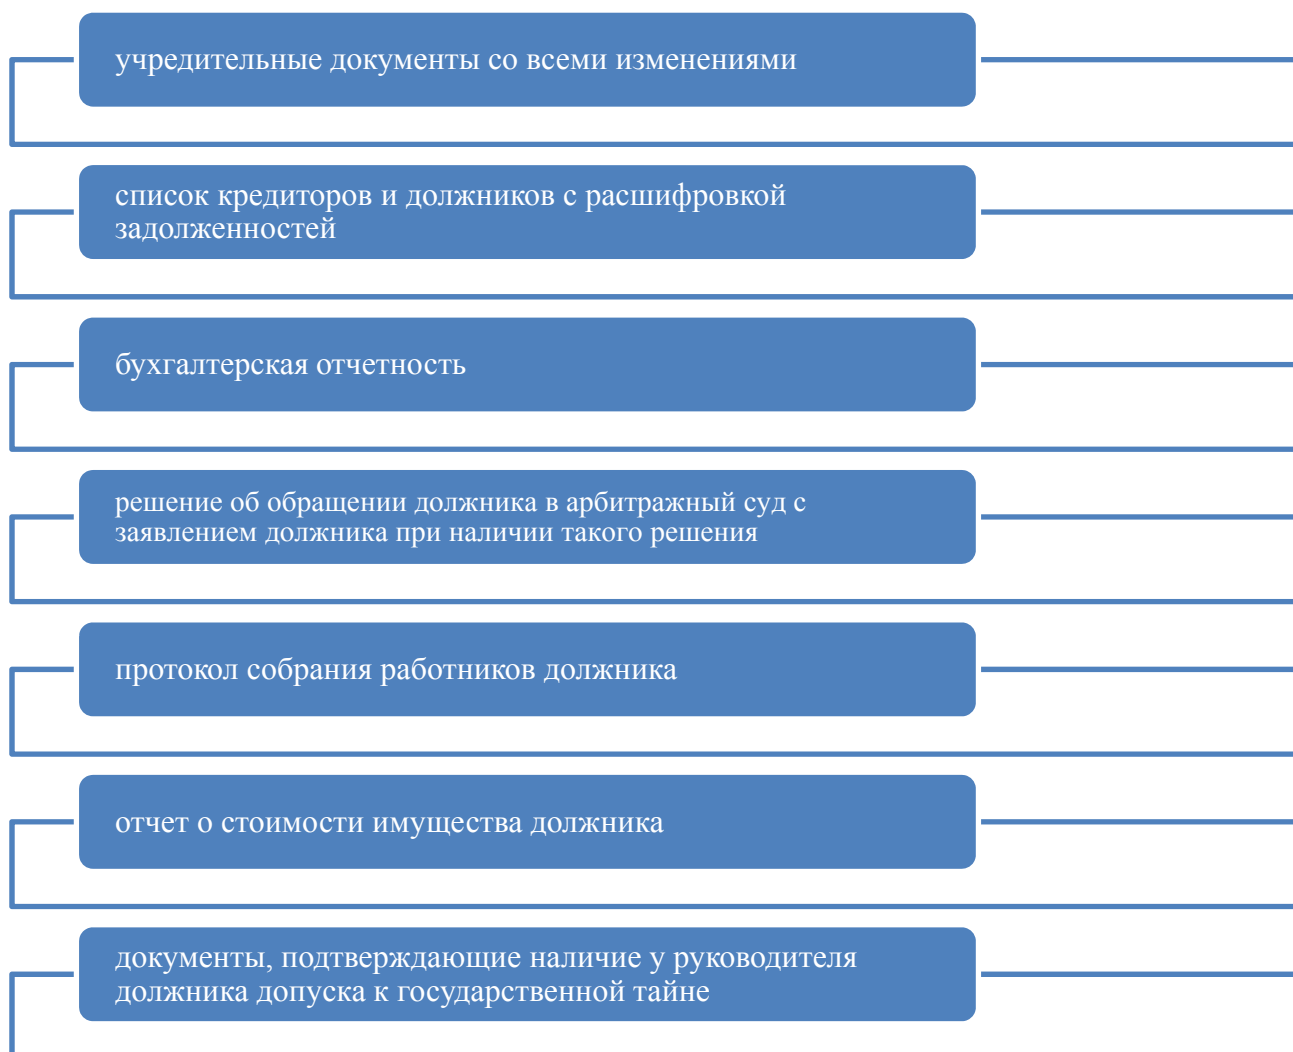 учредительные документы со всеми изменениями
список кредиторов и должников с расшифровкой
задолженностей
бухгалтерская отчетность
решение об обращении должника в арбитражный суд с
заявлением должника при наличии такого решения
протокол собрания работников должника
отчет о стоимости имущества должника
документы, подтверждающие наличие у руководителя
должника допуска к государственной тайне